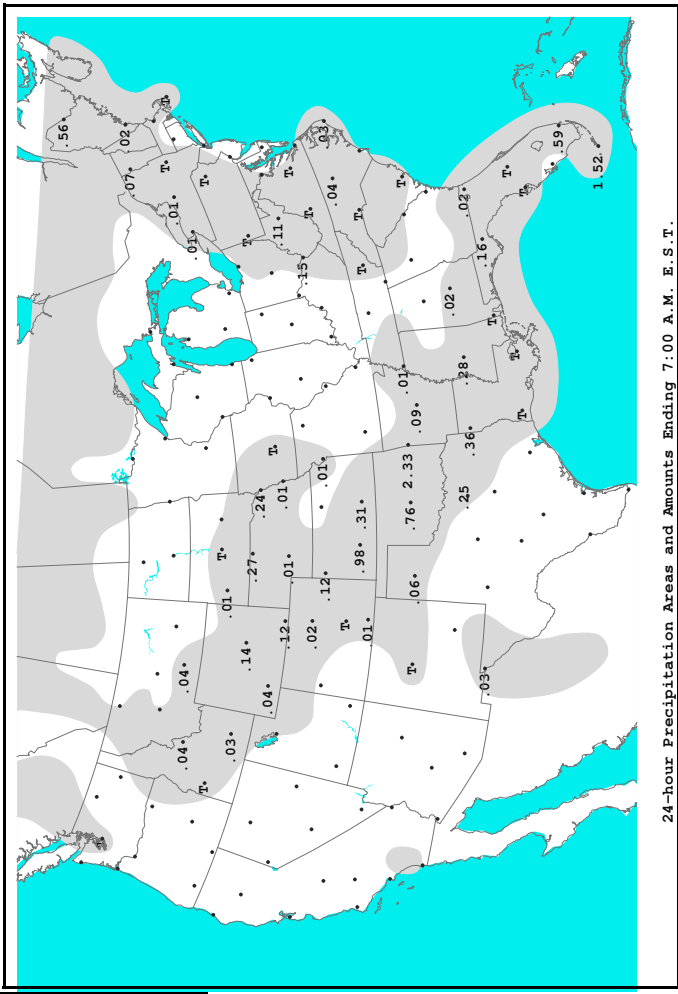 .56
T
.02
.07
T
T
.01
.04
.04
.01
T
T
T
.01
.03
.14
T
.27
.24
.04
T
.11
.12
.01
.01
T
.15
T
.02
.01
.03
.12
.04
T
.98
T
.31
T
.01
T
.01
2.33
.76
T
.06
.09
.02
.28
.02
.25
.36
.16
.03
T
T
T
T
T
.59
1.52
24-hour Precipitation Areas and Amounts Ending 7:00 A.M. E.S.T.